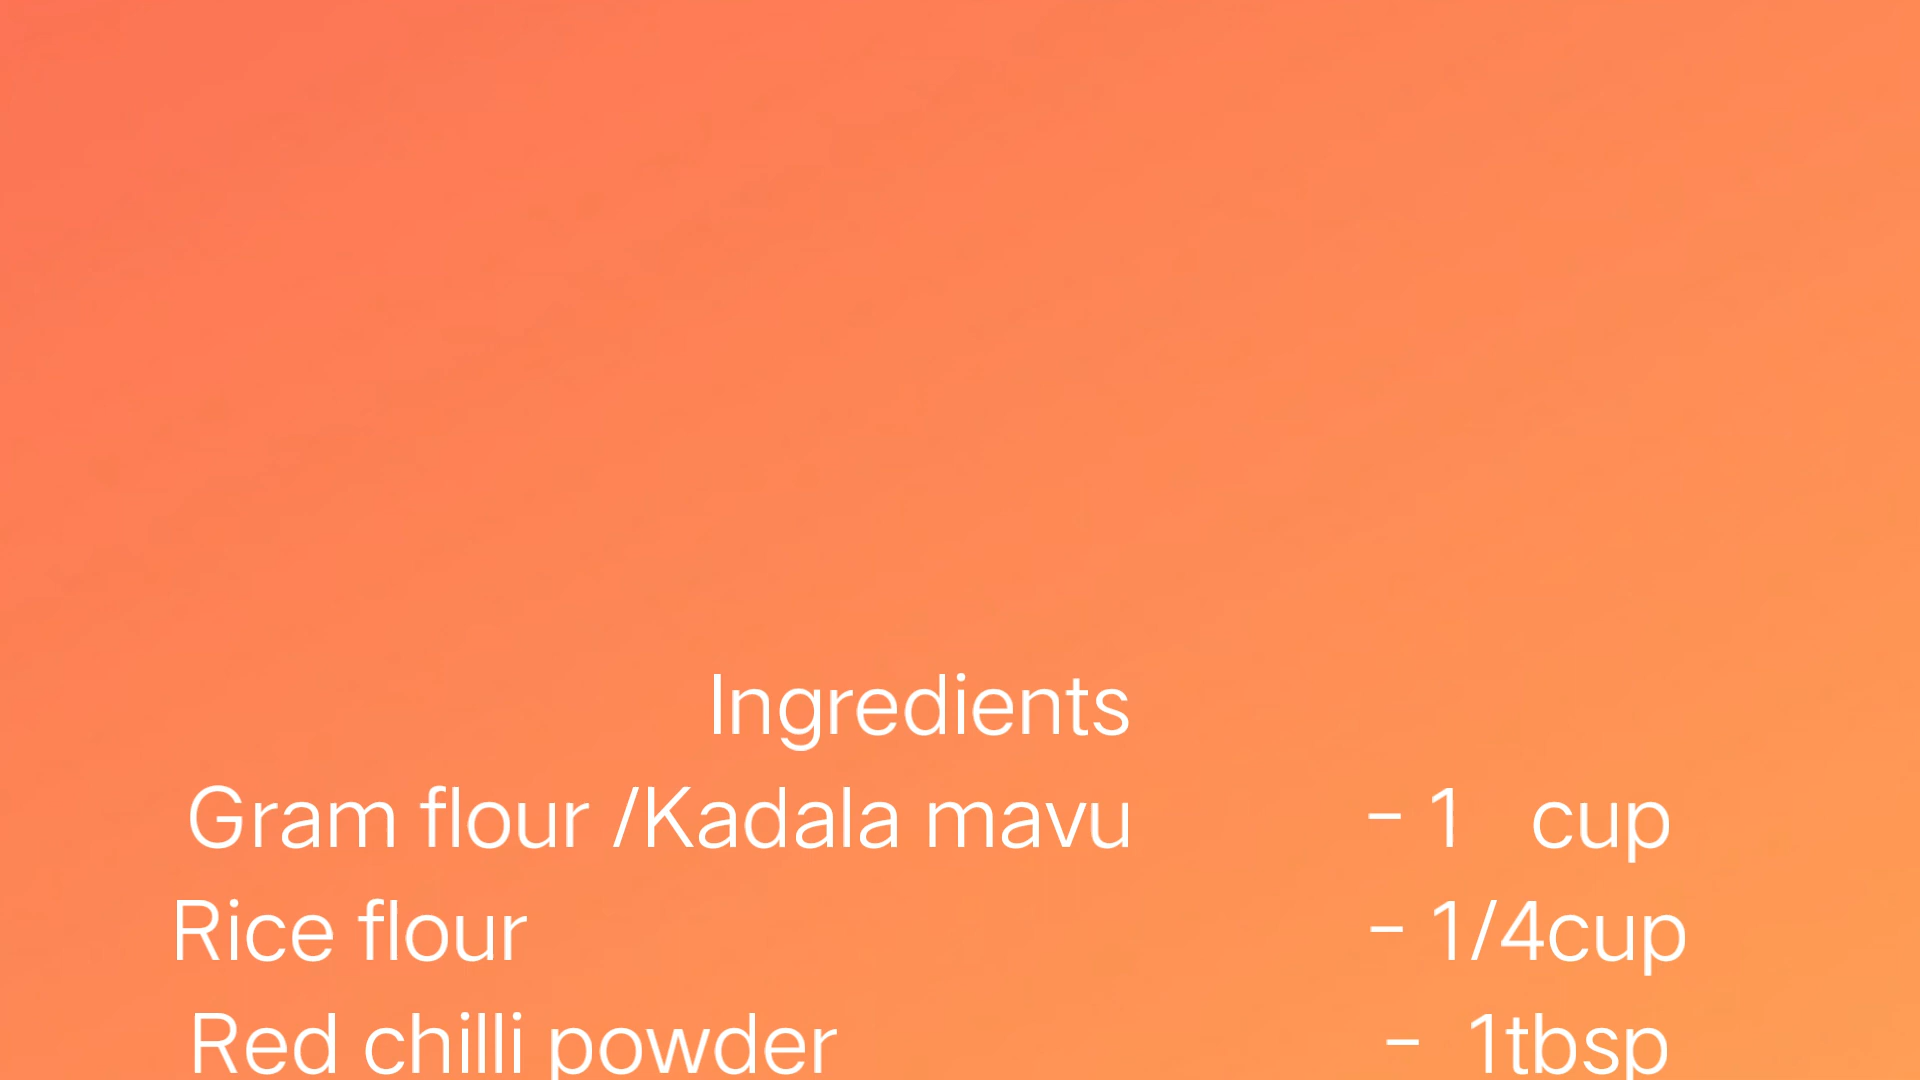 Ingredients
Gram flour /Kadala mavu - 1 cup
Rice flour - 1/4cup
Red chilli powder - 1tbsp